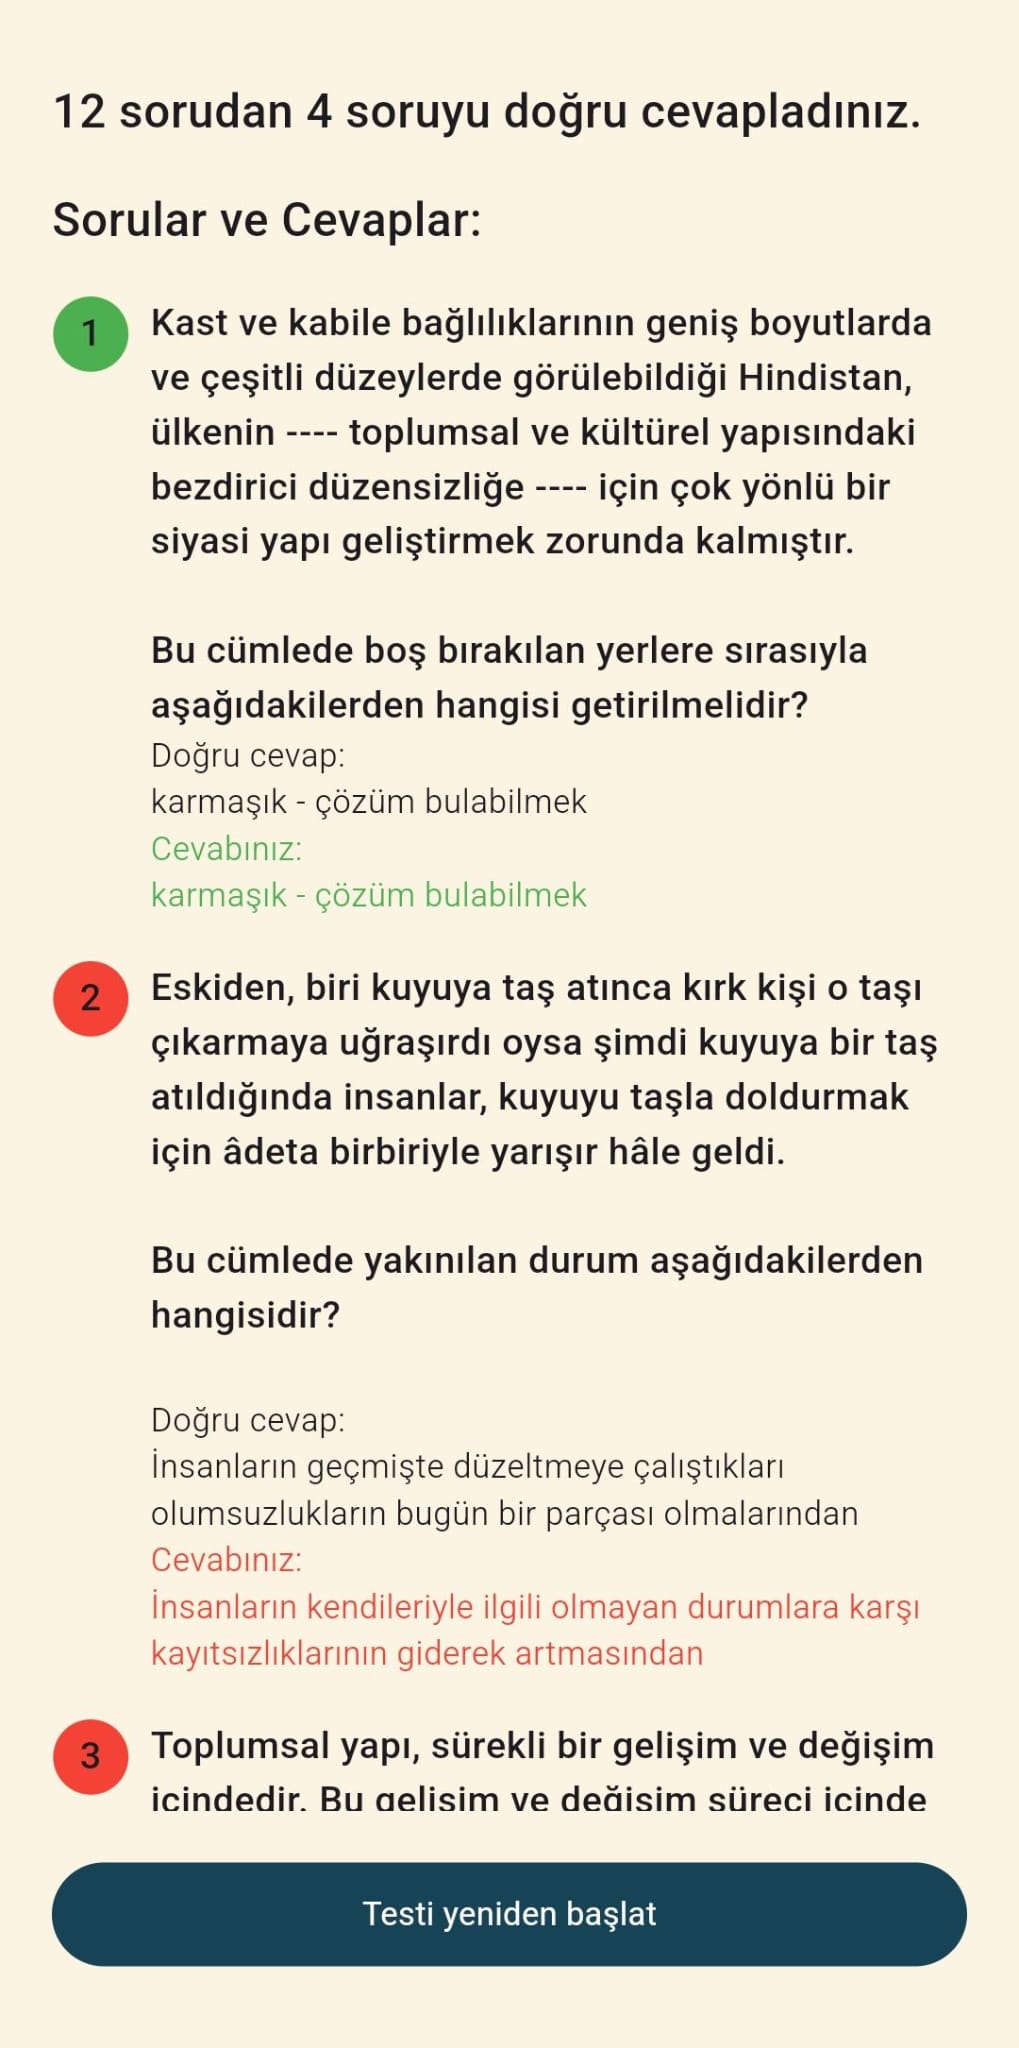 12 sorudan 4 soruyu doğru cevapladınız.
Sorular ve Cevaplar:
1
Kast ve kabile bağlılıklarının geniş boyutlarda
ve çeşitli düzeylerde görülebildiği Hindistan,
ülkenin ---- toplumsal ve kültürel yapısındaki
bezdirici düzensizliğe ---- için çok yönlü bir
siyasi yapı geliştirmek zorunda kalmıştır.
Bu cümlede boş bırakılan yerlere sırasıyla
aşağıdakilerden hangisi getirilmelidir?
Doğru cevap:
karmaşık - çözüm bulabilmek
Cevabınız:
karmaşık - çözüm bulabilmek
2
Eskiden, biri kuyuya taş atınca kırk kişi o taşı
çıkarmaya uğraşırdı oysa şimdi kuyuya bir taş
atıldığında insanlar, kuyuyu taşla doldurmak
için âdeta birbiriyle yarışır hâle geldi.
Bu cümlede yakınılan durum aşağıdakilerden
hangisidir?
Doğru cevap:
İnsanların geçmişte düzeltmeye çalıştıkları
olumsuzlukların bugün bir parçası olmalarından
Cevabınız:
İnsanların kendileriyle ilgili olmayan durumlara karşı
kayıtsızlıklarının giderek artmasından
3
Toplumsal yapı, sürekli bir gelişim ve değişim
içindedir. Bu gelişim ve değişim süreci içinde
Testi yeniden başlat